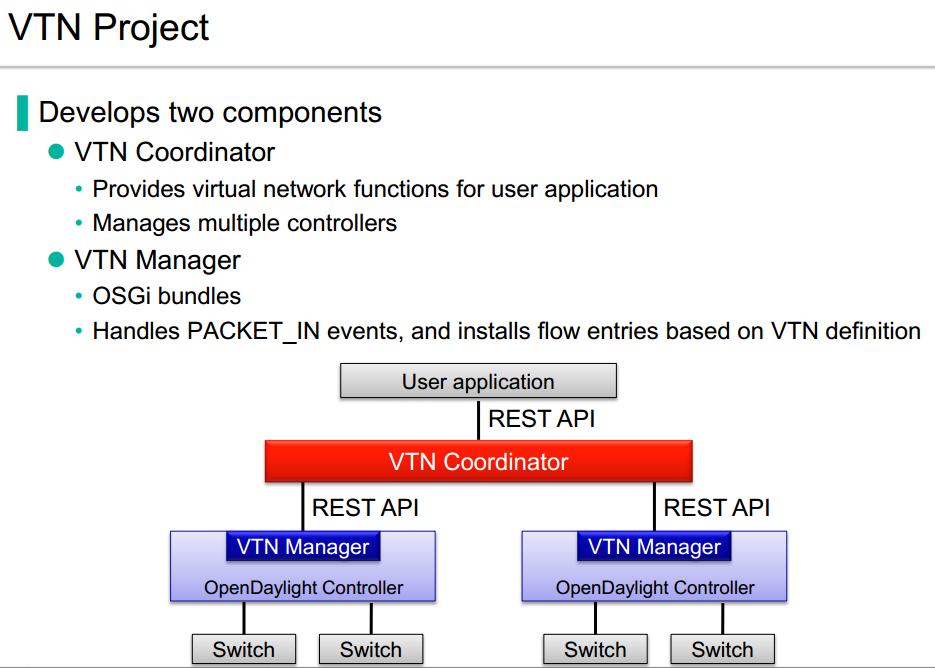 VTN Project
Develops two components
VTN Coordinator
Provides virtual network functions for user application
Manages multiple controllers
VTN Manager
OSGi bundles
Handles PACKET_IN events, and installs flow entries based on VTN definition
User application
REST API
VTN Coordinator
REST API
REST API
VTN Manager
VTN Manager
OpenDaylight Controller
OpenDaylight Controller
Switch
Switch
Switch
Switch